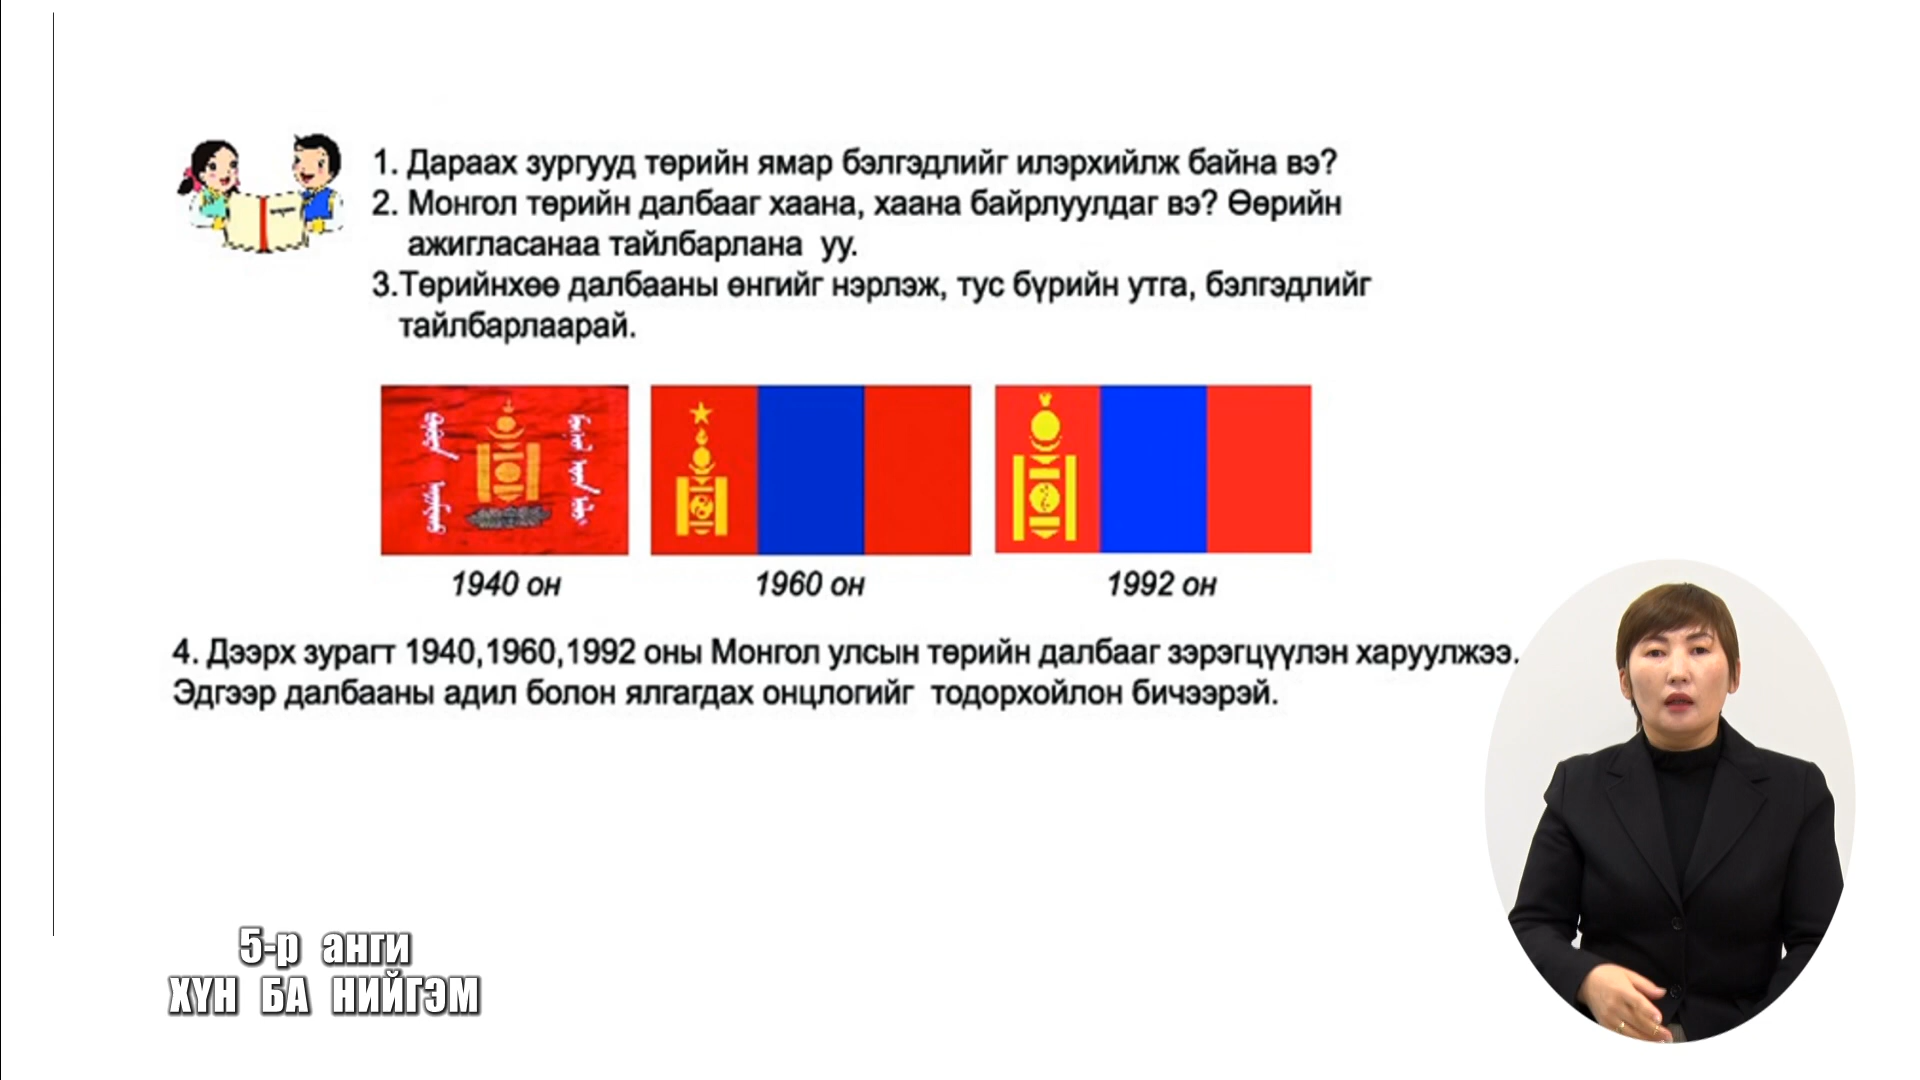 1. Дараах зургууд төрийн ямар бэлгэдлийг илэрхийлж байна вэ?
2. Монгол төрийн далбааг хаана, хаана байрлуулдаг вэ? Өөрийн
ажигласанаа тайлбарлана уу.
3.Төрийнхөө далбааны өнгийг нэрлэж, тус бүрийн утга, бэлгэдлийг
тайлбарлаарай.
1940 он
1960 он
1992 он
4. Дээрх зурагт 1940,1960,1992 оны Монгол улсын төрийн далбааг зэрэгцүүлэн харуулжээ.
Эдгээр далбааны адил болон ялгагдах онцлогийг тодорхойлон бичээрэй.
5-р анги
ХҮН БА НИЙГЭМ